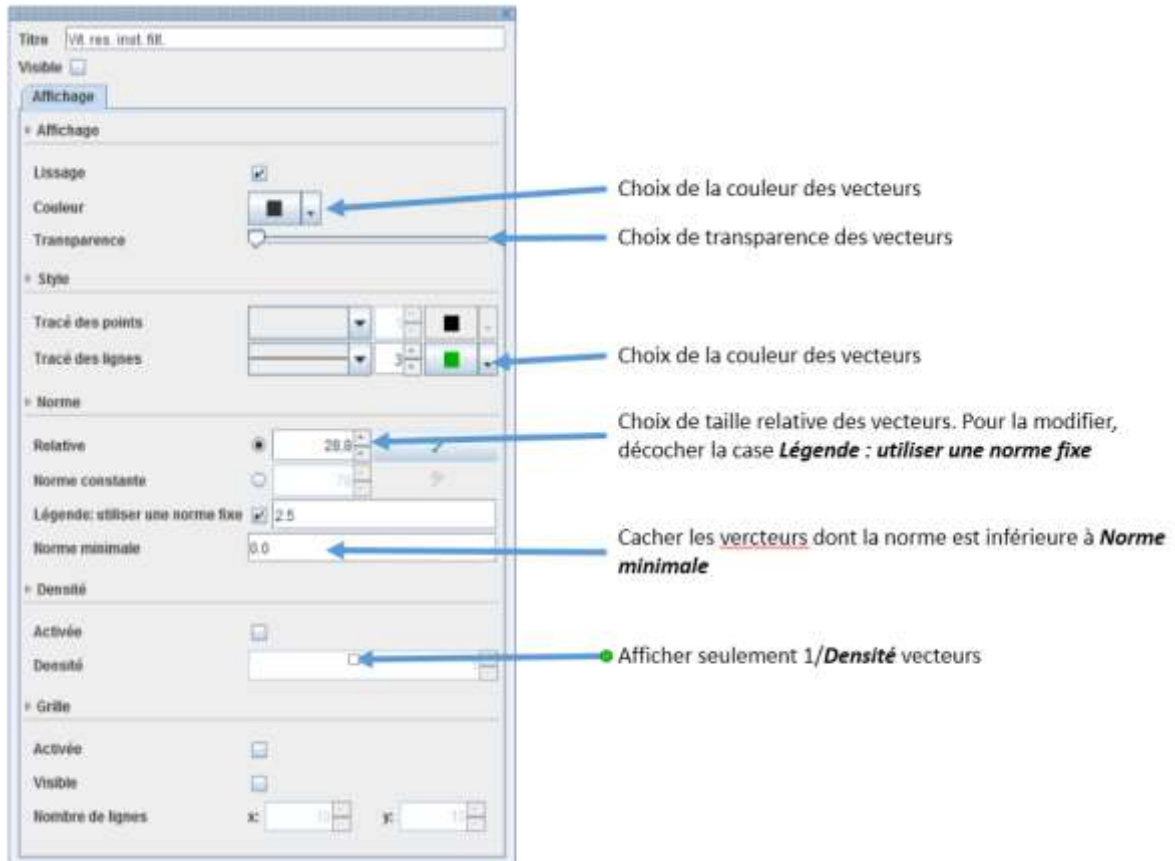 Titre Vit. res. inst. filt.
Visible
Affichage
Affichage
Lissage
Couleur
Choix de la couleur des vecteurs
Transparence
Choix de transparence des vecteurs
Style
Tracé des points
Tracé des lignes 3
Choix de la couleur des vecteurs
Norme
Relative 28.8
Choix de taille relative des vecteurs. Pour la modifier,
décocher la case Légende : utiliser une norme fixe
Norme constante
Légende: utiliser une norme fixe 2.5
Norme minimale 0.0
Cacher les vercteurs dont la norme est inférieure à Norme
minimale
Densité
Activée
Densité
Afficher seulement 1/Densité vecteurs
Grille
Activée
Visible
Nombre de lignes x: 10 y: 10